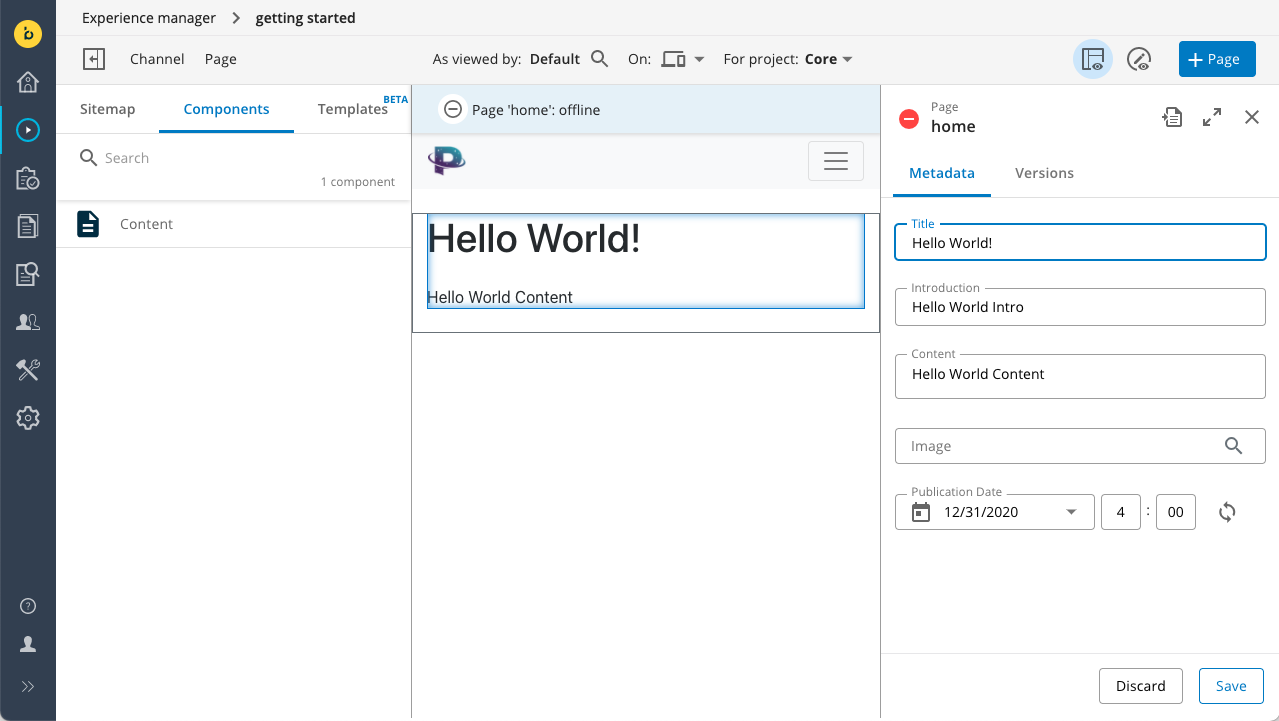 Experience manager > getting started
Channel Page As viewed by: Default On: For project: Core + Page
Sitemap Components Templates BETA
Search
1 component
Content
Page 'home': offline
Hello World!
Hello World Content
Page
home
Metadata Versions
Title
Hello World!
Introduction
Hello World Intro
Content
Hello World Content
Image
Publication Date
12/31/2020 4 : 00
Discard Save